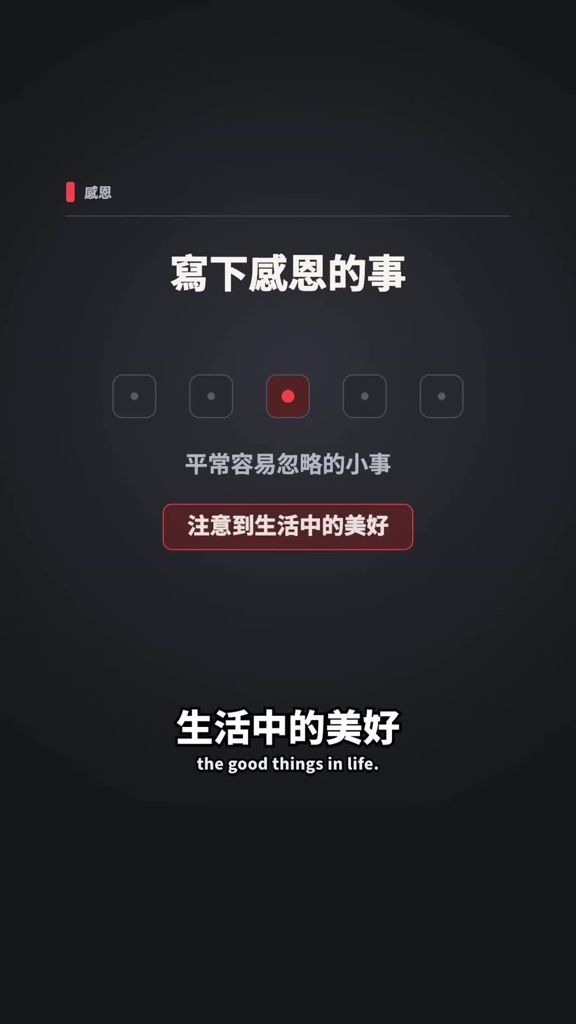 感恩
寫下感恩的事
平常容易忽略的小事
注意到生活中的美好
生活中的美好
the good things in life.